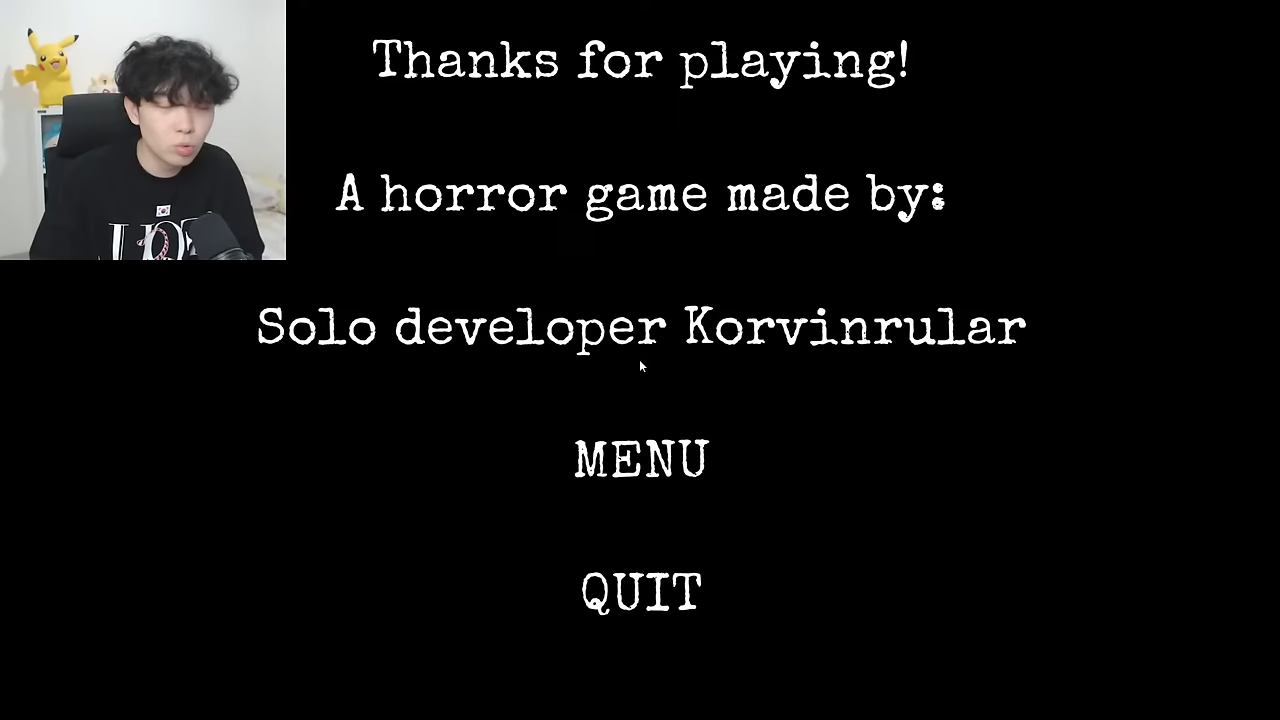 Thanks for playing!
A horror game made by:
Solo developer Korvinrular
MENU
QUIT